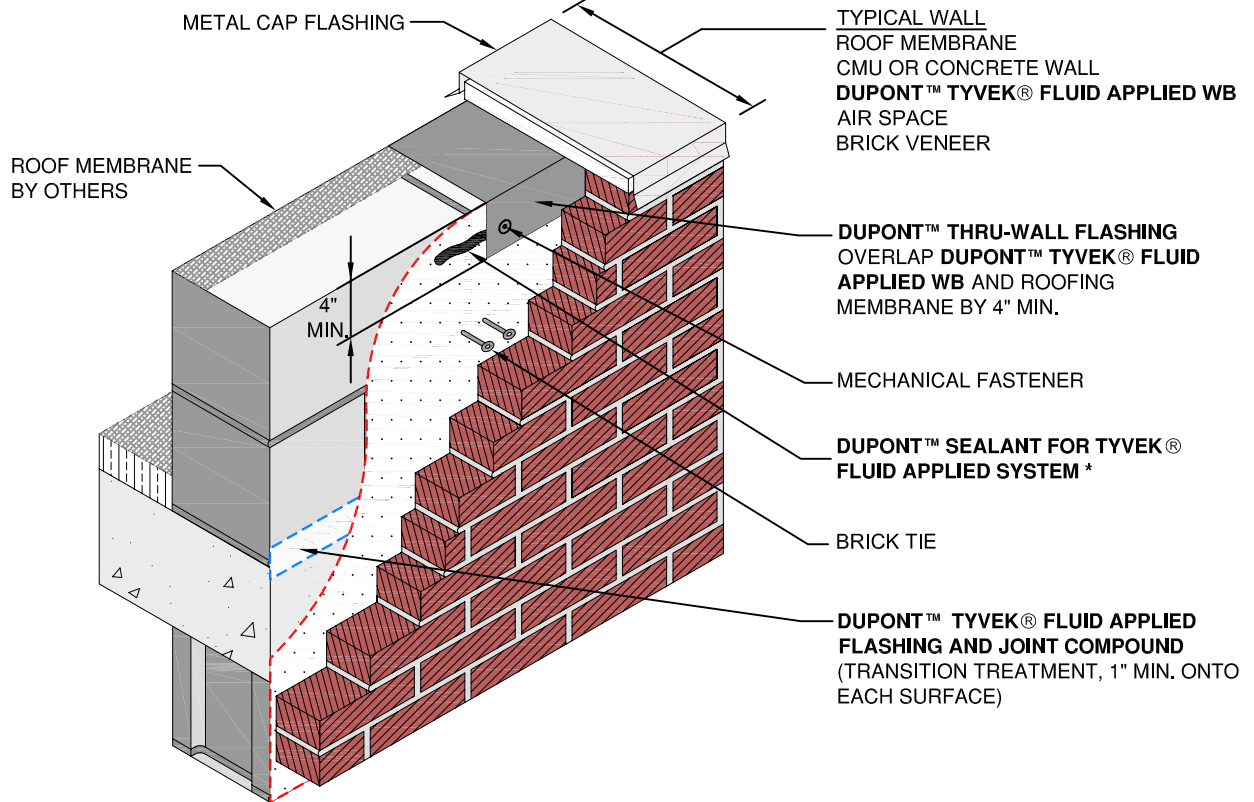 METAL CAP FLASHING
TYPICAL WALL
ROOF MEMBRANE
CMU OR CONCRETE WALL
DUPONT™ TYVEK® FLUID APPLIED WB
AIR SPACE
BRICK VENEER
ROOF MEMBRANE
BY OTHERS
DUPONT™ THRU-WALL FLASHING
OVERLAP DUPONT™ TYVEK® FLUID
APPLIED WB AND ROOFING
MEMBRANE BY 4" MIN.
4"
MIN.
MECHANICAL FASTENER
DUPONT™ SEALANT FOR TYVEK®
FLUID APPLIED SYSTEM *
BRICK TIE
DUPONT™ TYVEK® FLUID APPLIED
FLASHING AND JOINT COMPOUND
(TRANSITION TREATMENT, 1" MIN. ONTO
EACH SURFACE)